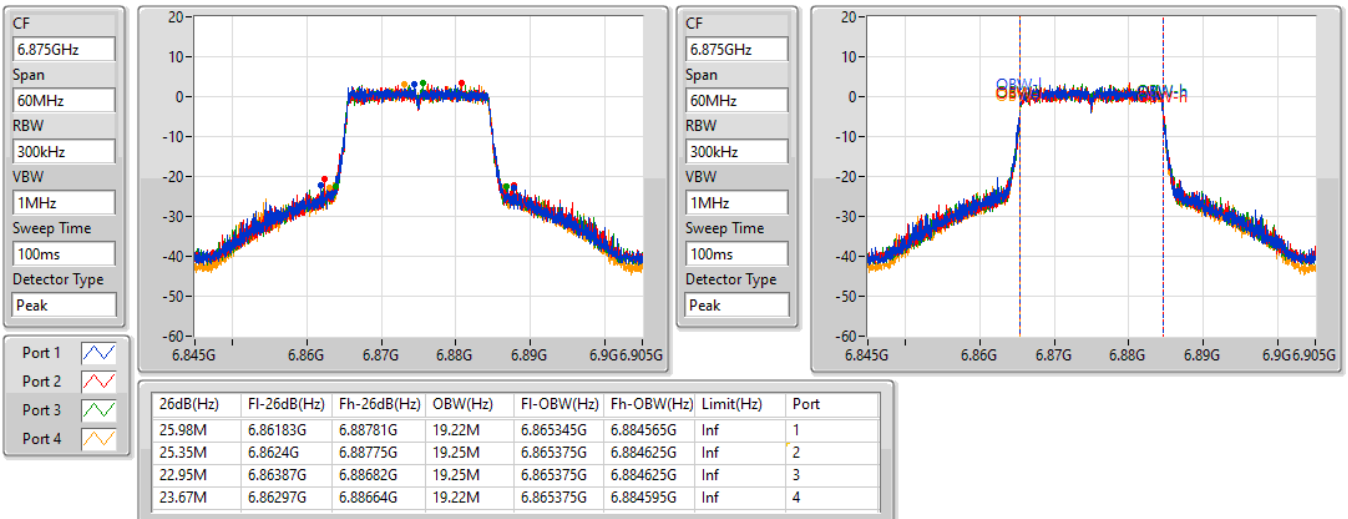 CF
6.875GHz
Span
60MHz
RBW
300kHz
VBW
1MHz
Sweep Time
100ms
Detector Type
Peak
20
10
0
-10
-20
-30
-40
-50
-60
6.845G 6.86G 6.87G 6.88G 6.89G 6.9G 6.905G
CF
6.875GHz
Span
60MHz
RBW
300kHz
VBW
1MHz
Sweep Time
100ms
Detector Type
Peak
20
10
0
-10
-20
-30
-40
-50
-60
OBW-l
OBW-h
6.845G 6.86G 6.87G 6.88G 6.89G 6.9G 6.905G
Port 1
Port 2
Port 3
Port 4
26dB(Hz) Fl-26dB(Hz) Fh-26dB(Hz) OBW(Hz) Fl-OBW(Hz) Fh-OBW(Hz) Limit(Hz) Port
25.98M 6.86183G 6.88781G 19.22M 6.865345G 6.884565G Inf 1
25.35M 6.8624G 6.88775G 19.25M 6.865375G 6.884625G Inf 2
22.95M 6.86387G 6.88682G 19.25M 6.865375G 6.884625G Inf 3
23.67M 6.86297G 6.88664G 19.22M 6.865375G 6.884595G Inf 4